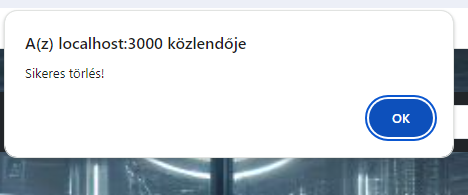 A(z) localhost:3000 közlendője
Sikeres törlés!
OK